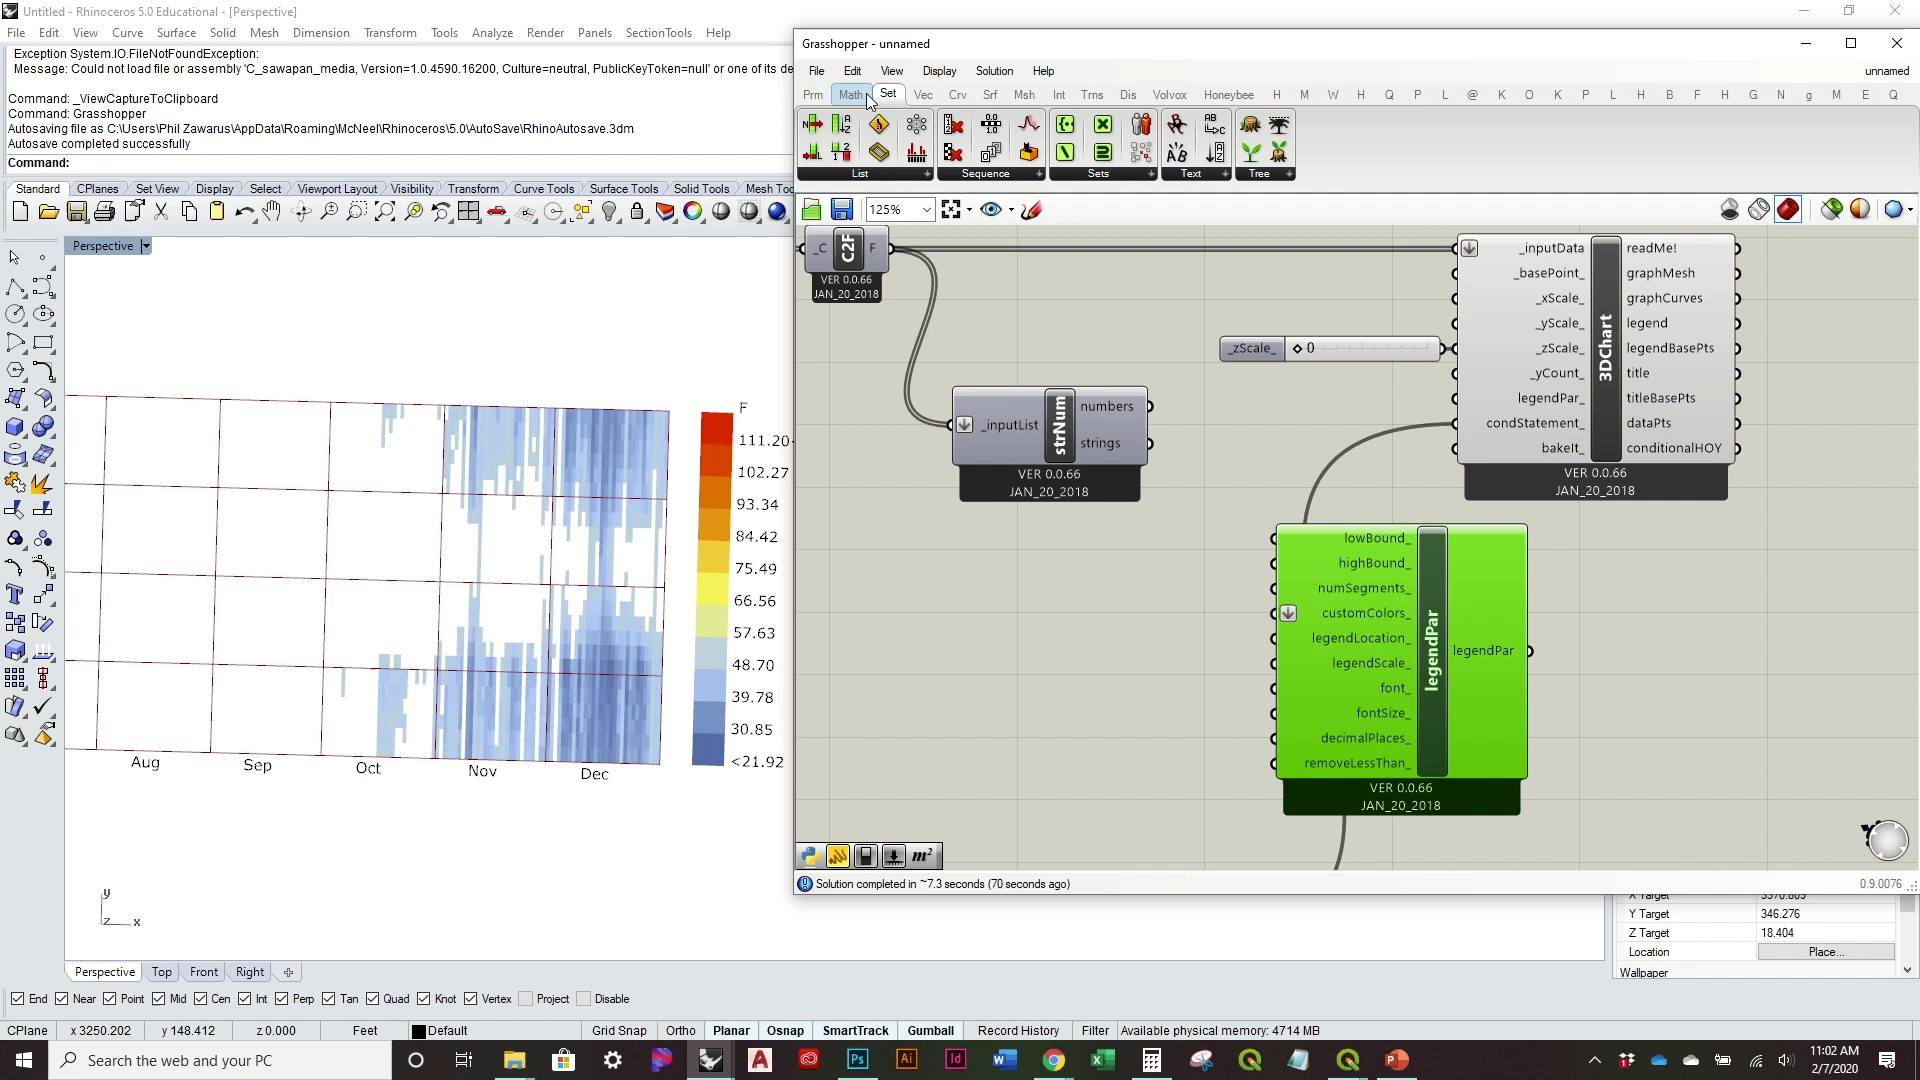 Untitled - Rhinoceros 5.0 Educational - [Perspective]
File Edit View Curve Surface Solid Mesh Dimension Transform Tools Analyze Render Panels SectionTools Help
Exception System.IO.FileNotFoundException:
Message: Could not load file or assembly 'C_sawapan_media, Version=1.0.4590.16200, Culture=neutral, PublicKeyToken=null' or one of its de
Command: _ViewCaptureToClipboard
Command: Grasshopper
Autosaving file as C:\Users\Phil Zawarus\AppData\Roaming\McNeel\Rhinoceros\5.0\AutoSave\RhinoAutosave.3dm
Autosave completed successfully
Command:
Standard CPlanes Set View Display Select Viewport Layout Visibility Transform Curve Tools Surface Tools Solid Tools Mesh Too
Perspective
F
111.20
102.27
93.34
84.42
75.49
66.56
57.63
48.70
39.78
30.85
<21.92
Aug Sep Oct Nov Dec
y
z x
Perspective Top Front Right
End Near Point Mid Cen Int Perp Tan Quad Knot Vertex Project Disable
CPlane x 3250.202 y 148.412 z 0.000 Feet Default Grid Snap Ortho Planar Osnap SmartTrack Gumball Record History Filter Available physical memory: 4714 MB
Grasshopper - unnamed
File Edit View Display Solution Help unnamed
Prm Math Set Vec Crv Srf Msh Int Trns Dis Volvox Honeybee H M W H Q P L @ K O K P L H B F H G N g M E Q
List Sequence Sets Text Tree
125%
_C C2F F
VER 0.0.66
JAN_20_2018
_inputList strNum numbers strings
VER 0.0.66
JAN_20_2018
_zScale_ 0
_inputData
_basePoint_
_xScale_
_yScale_
_zScale_
_yCount_
legendPar_
condStatement_
bakeIt_
3DChart
readMe!
graphMesh
graphCurves
legend
legendBasePts
title
titleBasePts
dataPts
conditionalHOY
VER 0.0.66
JAN_20_2018
lowBound_
highBound_
numSegments_
customColors_
legendLocation_
legendScale_
font_
fontSize_
decimalPlaces_
removeLessThan_
legendPar
legendPar
VER 0.0.66
JAN_20_2018
m²
Solution completed in ~7.3 seconds (70 seconds ago) 0.9.0076
X Target 3370.809
Y Target 346.276
Z Target 18.404
Location Place...
Wallpaper
Search the web and your PC
11:02 AM
2/7/2020